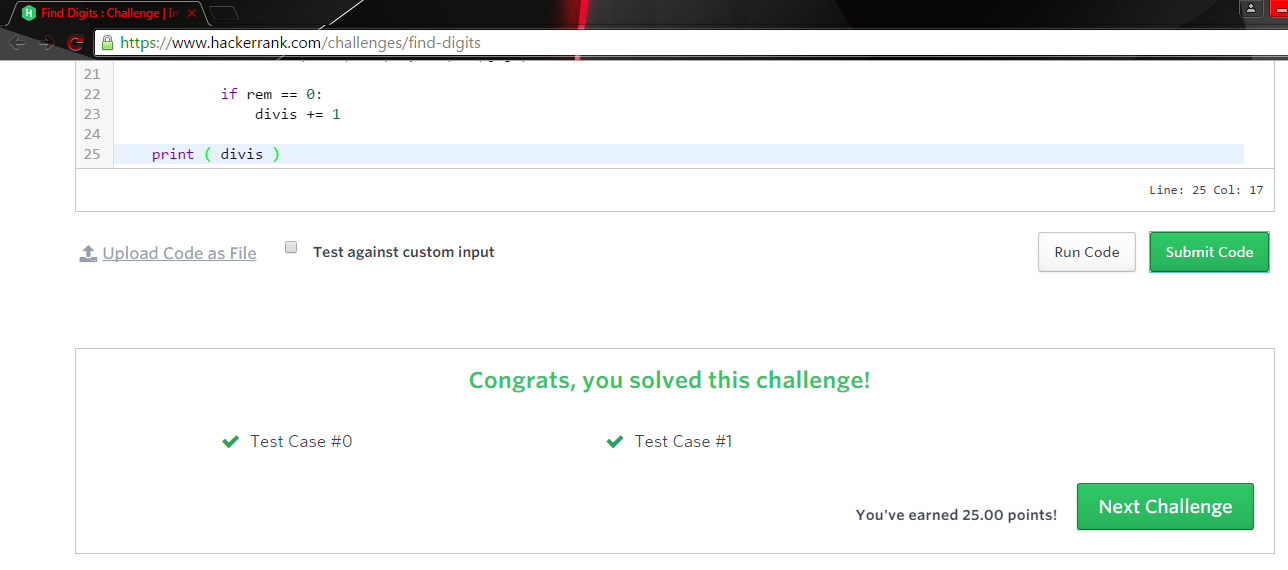 Find Digits : Challenge | In
https://www.hackerrank.com/challenges/find-digits
21
22 if rem == 0:
23 divis += 1
24
25 print ( divis )
Line: 25 Col: 17
Upload Code as File Test against custom input Run Code Submit Code
Congrats, you solved this challenge!
Test Case #0 Test Case #1
You've earned 25.00 points! Next Challenge